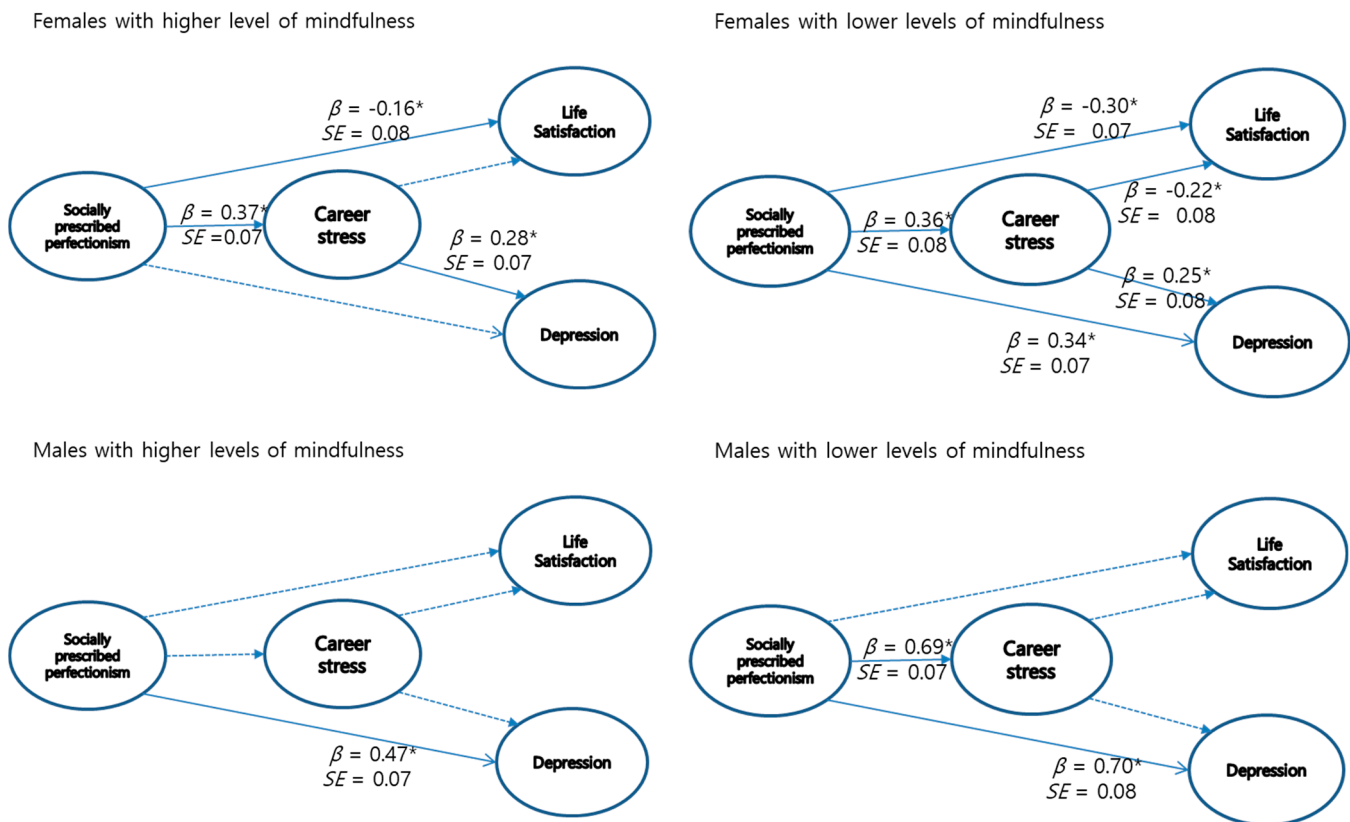 Females with higher level of mindfulness
β = -0.16*
SE = 0.08
Life
Satisfaction
Socially
prescribed
perfectionism
β = 0.37*
SE =0.07
Career
stress
β = 0.28*
SE = 0.07
Depression
Females with lower levels of mindfulness
β = -0.30*
SE = 0.07
Life
Satisfaction
Socially
prescribed
perfectionism
β = 0.36*
SE = 0.08
Career
stress
β = -0.22*
SE = 0.08
β = 0.25*
SE = 0.08
β = 0.34*
SE = 0.07
Depression
Males with higher levels of mindfulness
Life
Satisfaction
Socially
prescribed
perfectionism
Career
stress
β = 0.47*
SE = 0.07
Depression
Males with lower levels of mindfulness
Life
Satisfaction
Socially
prescribed
perfectionism
β = 0.69*
SE = 0.07
Career
stress
β = 0.70*
SE = 0.08
Depression